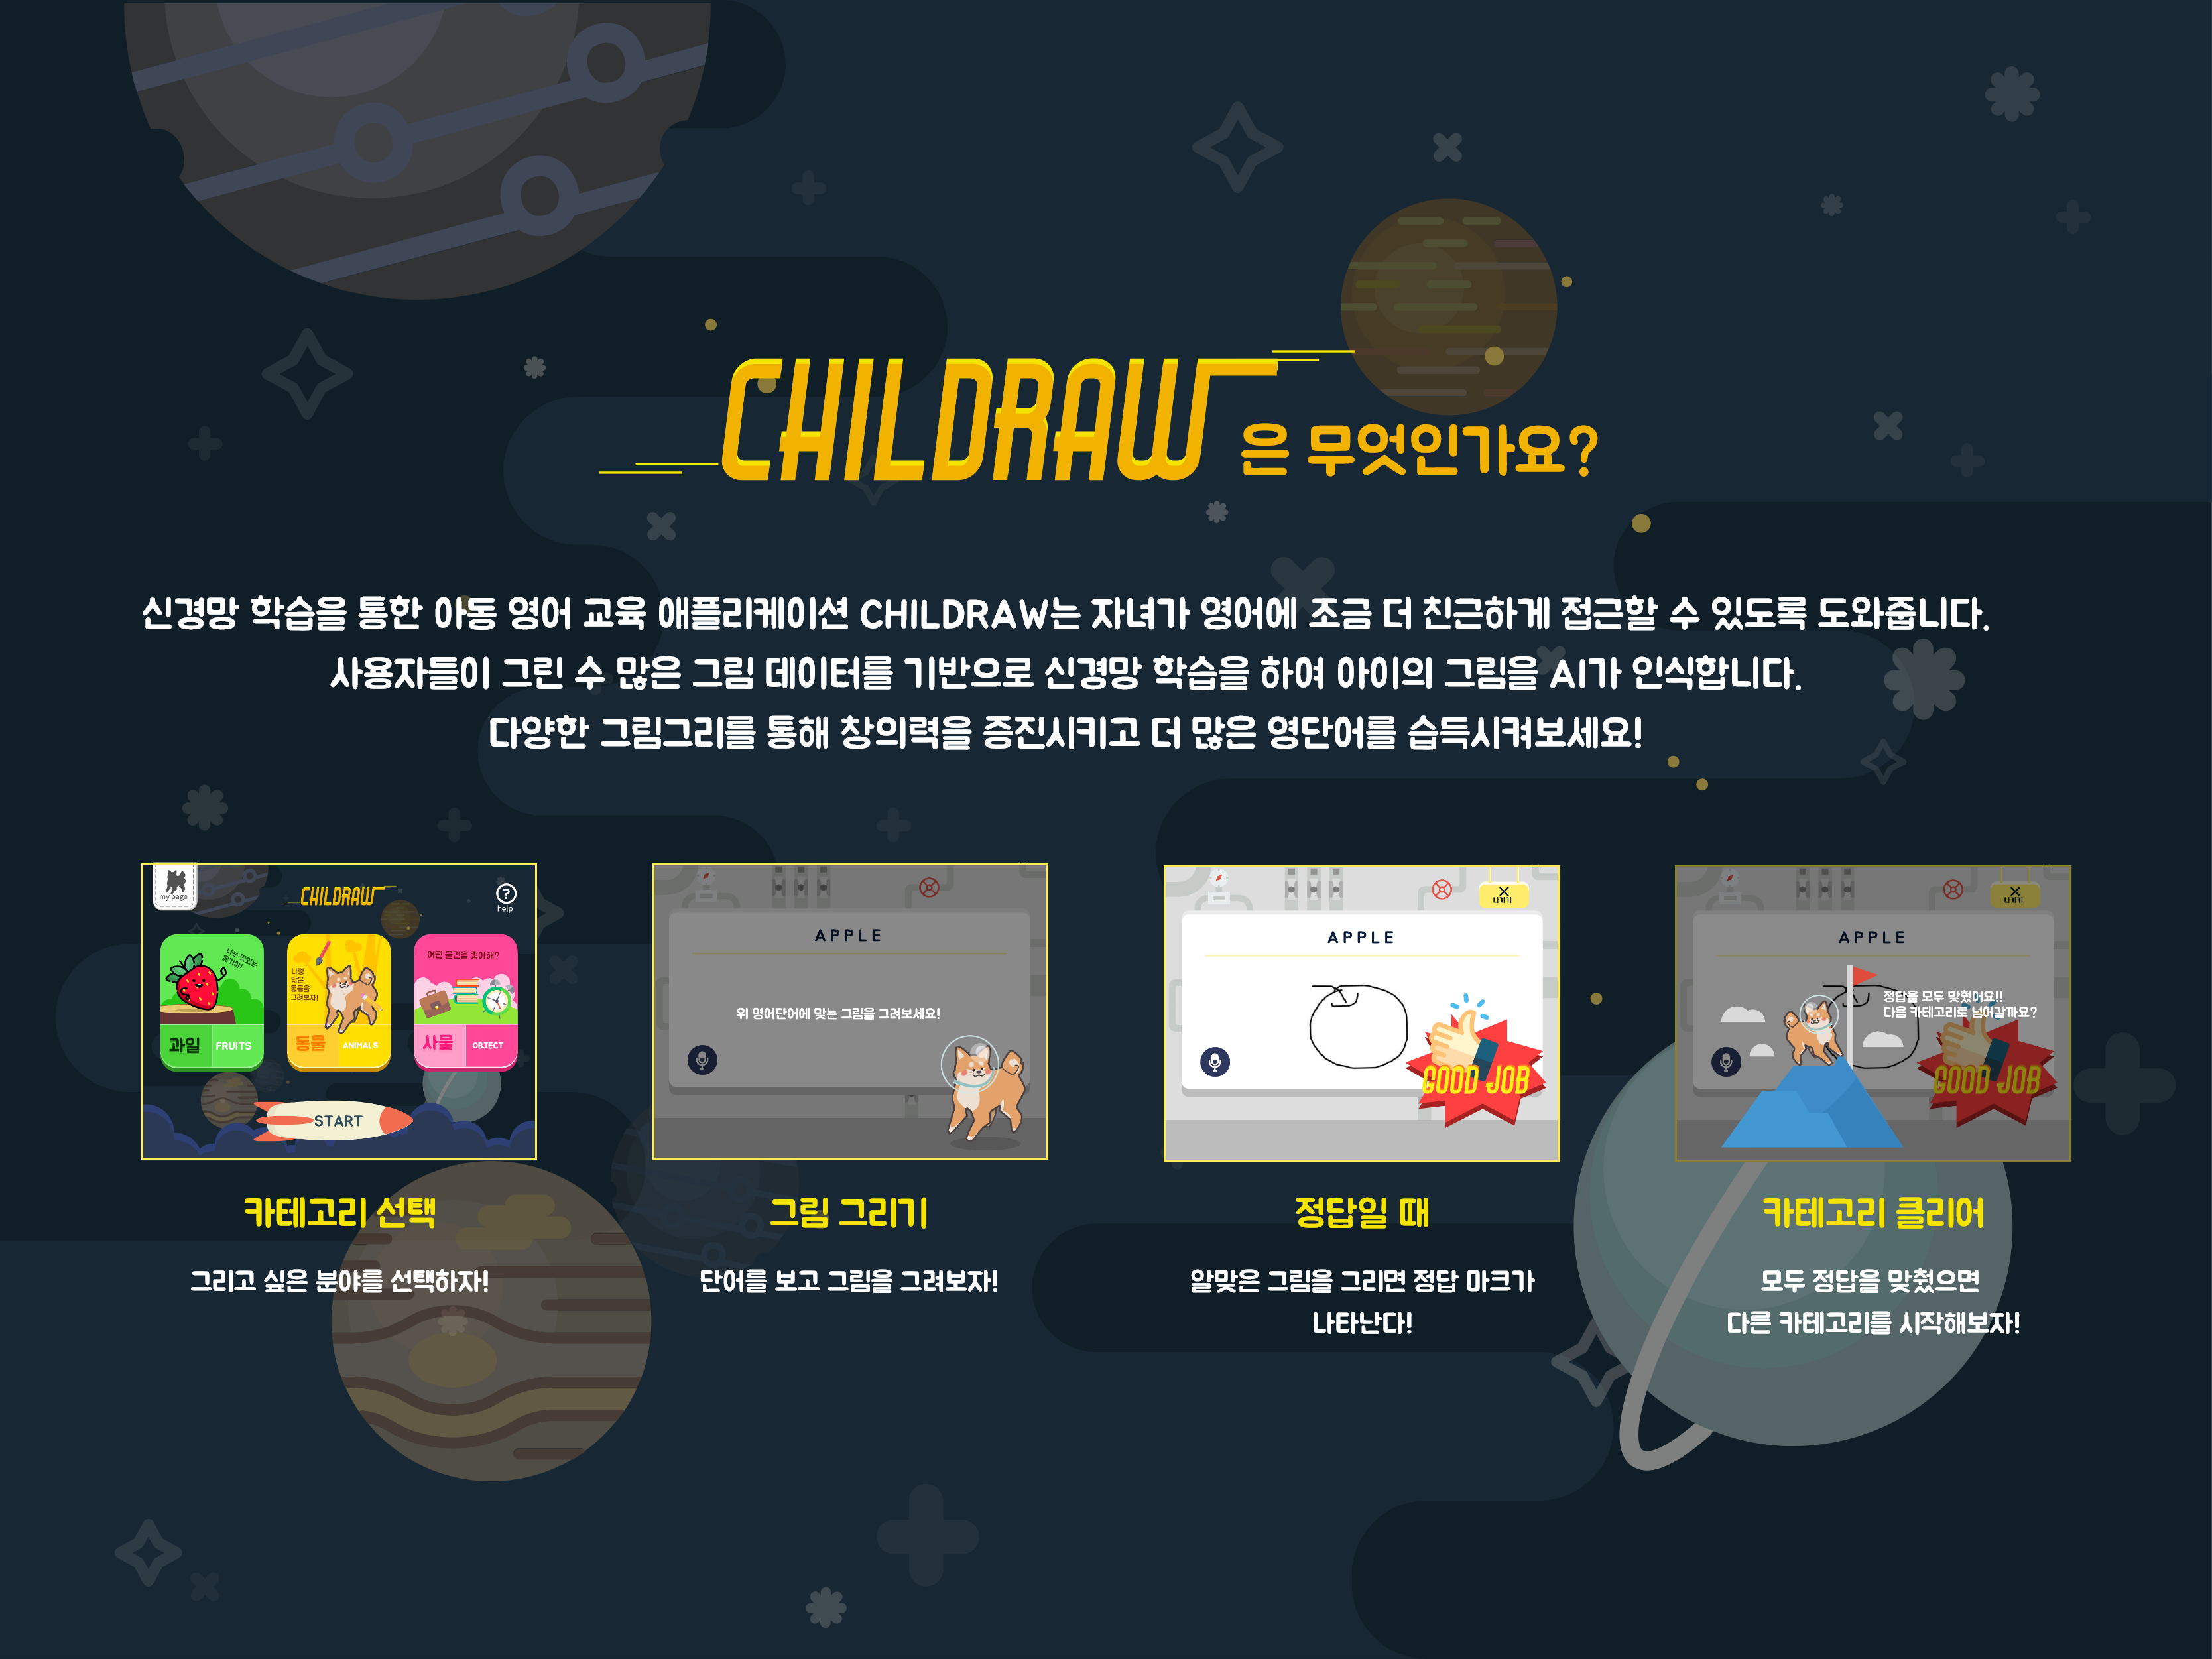 CHILDRAW은 무엇인가요?
신경망 학습을 통한 아동 영어 교육 애플리케이션 CHILDRAW는 자녀가 영어에 조금 더 친근하게 접근할 수 있도록 도와줍니다.
사용자들이 그린 수 많은 그림 데이터를 기반으로 신경망 학습을 하여 아이의 그림을 AI가 인식합니다.
다양한 그림그리를 통해 창의력을 증진시키고 더 많은 영단어를 습득시켜보세요!
my page
CHILDRAW
help
나는 맛있는
딸기야!
나랑
닮은
동물을
그려보자!
어떤 물건을 좋아해?
과일 FRUITS
동물 ANIMALS
사물 OBJECT
START
카테고리 선택
그리고 싶은 분야를 선택하자!
APPLE
위 영어단어에 맞는 그림을 그려보세요!
그림 그리기
단어를 보고 그림을 그려보자!
나가기
APPLE
GOOD JOB
정답일 때
알맞은 그림을 그리면 정답 마크가
나타난다!
나가기
APPLE
정답을 모두 맞췄어요!!
다음 카테고리로 넘어갈까요?
GOOD JOB
카테고리 클리어
모두 정답을 맞췄으면
다른 카테고리를 시작해보자!